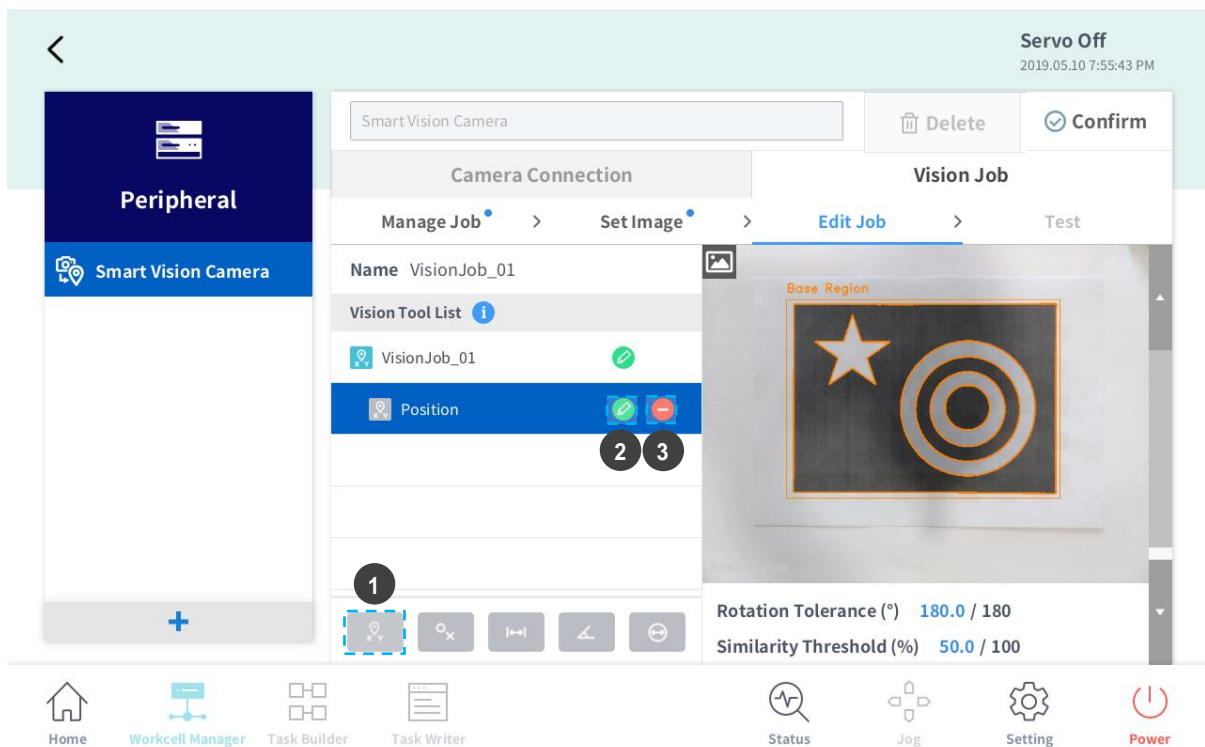 Servo Off
2019.05.10 7:55:43 PM
Peripheral
Smart Vision Camera
Smart Vision Camera
Delete
Confirm
Camera Connection
Vision Job
Manage Job > Set Image > Edit Job > Test
Name VisionJob_01
Vision Tool List i
VisionJob_01
Position
2 3
1
x Y
Base Region
Rotation Tolerance (°) 180.0 / 180
Similarity Threshold (%) 50.0 / 100
Home
Workcell Manager
Task Builder
Task Writer
Status
Jog
Setting
Power